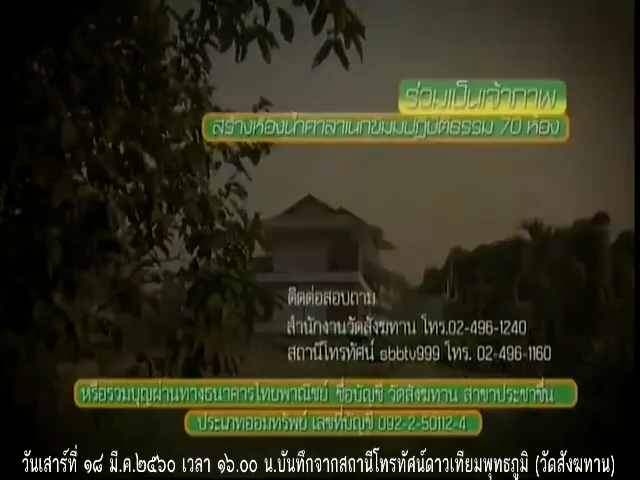 ร่วมเป็นเจ้าภาพ
สร้างห้องน้ำศาลาเนกขัมมปฏิบัติธรรม 70 ห้อง
ติดต่อสอบถาม
สำนักงานวัดสังฆทาน โทร.02-496-1240
สถานีโทรทัศน์ sbbtv999 โทร. 02-496-1160
หรือร่วมบุญผ่านทางธนาคารไทยพาณิชย์ ชื่อบัญชี วัดสังฆทาน สาขาประชาชื่น
ประเภทออมทรัพย์ เลขที่บัญชี 092-2-50112-4
วันเสาร์ที่ ๑๘ มี.ค.๒๕๖๐ เวลา ๑๖.๐๐ น.บันทึกจากสถานีโทรทัศน์ดาวเทียมพุทธภูมิ (วัดสังฆทาน)